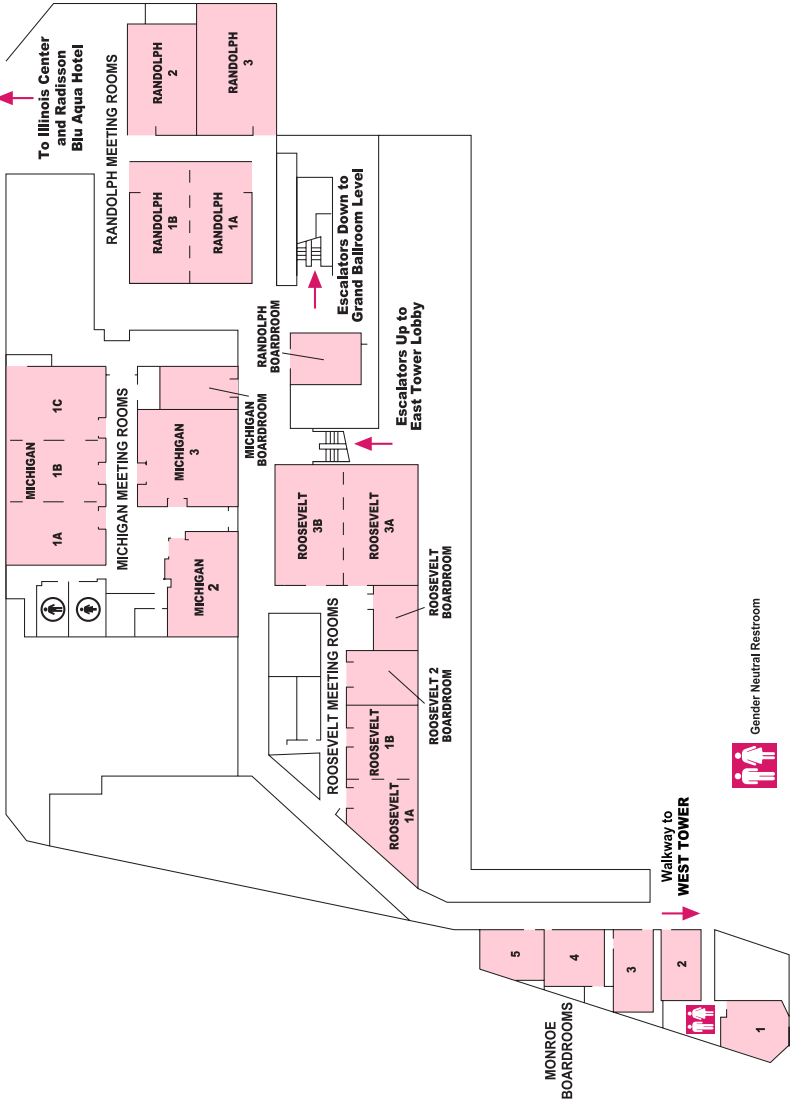 To Illinois Center
and Radisson
Blu Aqua Hotel
RANDOLPH MEETING ROOMS
RANDOLPH
2
RANDOLPH
3
RANDOLPH
1B
RANDOLPH
1A
Escalators Down to
Grand Ballroom Level
RANDOLPH
BOARDROOM
Escalators Up to
East Tower Lobby
MICHIGAN
1A
1B
1C
MICHIGAN MEETING ROOMS
MICHIGAN
3
MICHIGAN
BOARDROOM
MICHIGAN
2
ROOSEVELT
3B
ROOSEVELT
3A
ROOSEVELT MEETING ROOMS
ROOSEVELT
BOARDROOM
ROOSEVELT 2
BOARDROOM
ROOSEVELT
1B
ROOSEVELT
1A
Walkway to
WEST TOWER
MONROE
BOARDROOMS
5
4
3
2
1
Gender Neutral Restroom